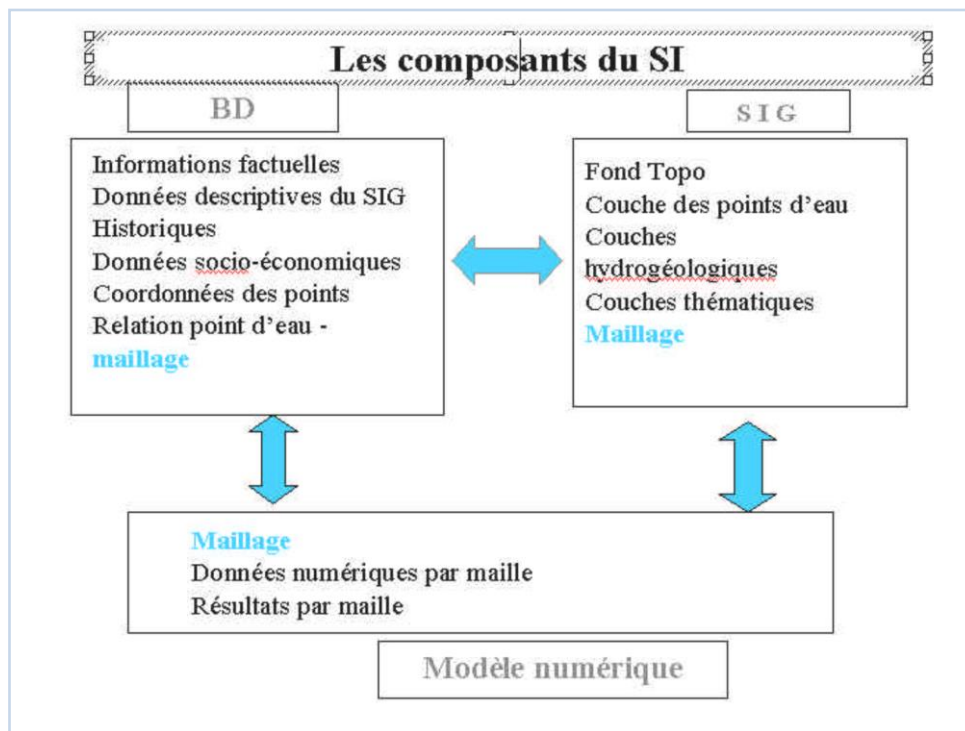 Les composants du SI
BD
Informations factuelles
Données descriptives du SIG
Historiques
Données socio-économiques
Coordonnées des points
Relation point d’eau -
maillage
S I G
Fond Topo
Couche des points d’eau
Couches
hydrogéologiques
Couches thématiques
Maillage
Maillage
Données numériques par maille
Résultats par maille
Modèle numérique